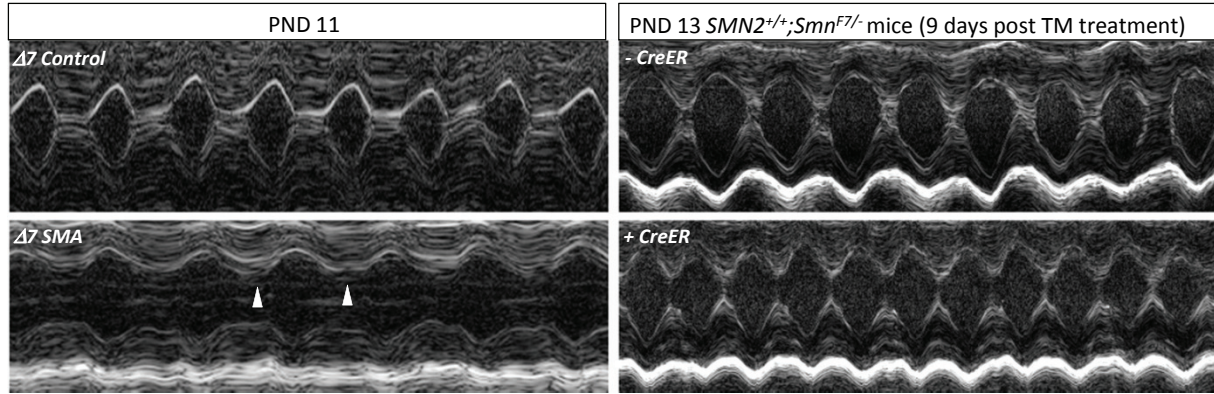 PND 11
PND 13 SMN2+/+;SmnF7/- mice (9 days post TM treatment)
Δ7 Control
- CreER
Δ7 SMA
+ CreER